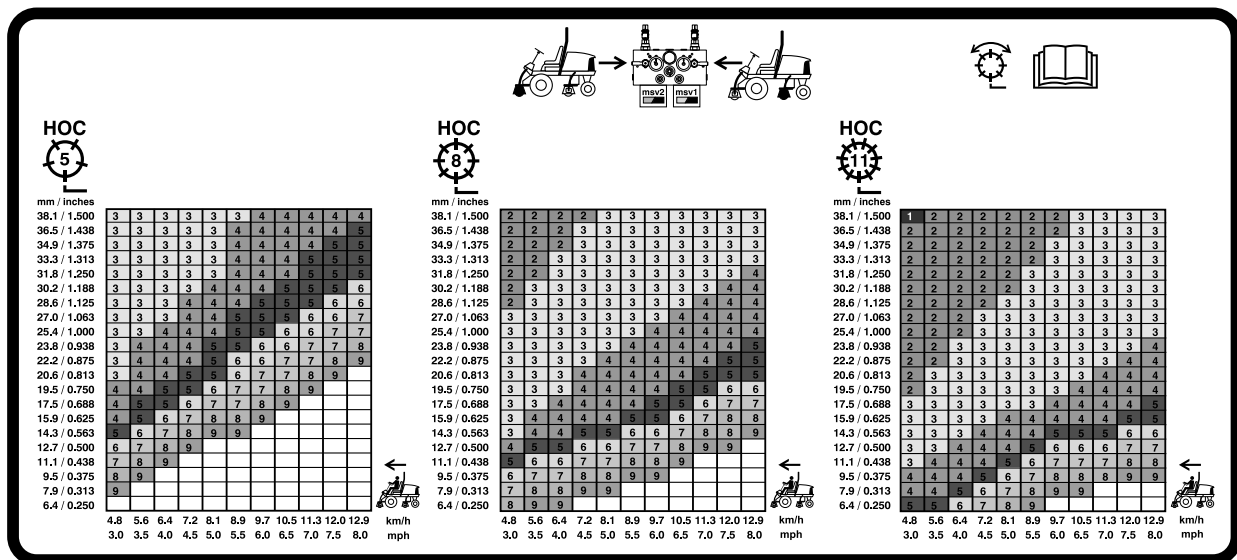 msv2 msv1
HOC
5
mm / inches
38.1 / 1.500 3 3 3 3 3 3 4 4 4 4 4
36.5 / 1.438 3 3 3 3 3 4 4 4 4 4 5
34.9 / 1.375 3 3 3 3 3 4 4 4 4 5 5
33.3 / 1.313 3 3 3 3 3 4 4 4 5 5 5
31.8 / 1.250 3 3 3 3 3 4 4 4 5 5 5
30.2 / 1.188 3 3 3 3 4 4 4 5 5 5 6
28.6 / 1.125 3 3 3 3 4 4 5 5 5 6 6
27.0 / 1.063 3 3 3 4 4 5 5 5 6 6 7
25.4 / 1.000 3 3 4 4 4 5 5 6 6 7 7
23.8 / 0.938 3 4 4 4 5 5 6 6 7 7 8
22.2 / 0.875 3 4 4 4 5 6 6 7 7 8 9
20.6 / 0.813 3 4 4 5 5 6 7 7 8 9
19.5 / 0.750 4 4 5 5 6 7 7 8 9
17.5 / 0.688 4 5 5 6 7 7 8 9
15.9 / 0.625 4 5 6 7 7 8 9
14.3 / 0.563 5 6 7 8 9 9
12.7 / 0.500 6 7 8 9
11.1 / 0.438 7 8 9
9.5 / 0.375 8 9
7.9 / 0.313 9
6.4 / 0.250
4.8 5.6 6.4 7.2 8.1 8.9 9.7 10.5 11.3 12.0 12.9 km/h
3.0 3.5 4.0 4.5 5.0 5.5 6.0 6.5 7.0 7.5 8.0 mph
HOC
8
mm / inches
38.1 / 1.500 2 2 2 2 3 3 3 3 3 3 3
36.5 / 1.438 2 2 2 3 3 3 3 3 3 3 3
34.9 / 1.375 2 2 2 3 3 3 3 3 3 3 3
33.3 / 1.313 2 2 3 3 3 3 3 3 3 3 3
31.8 / 1.250 2 2 3 3 3 3 3 3 3 3 4
30.2 / 1.188 2 3 3 3 3 3 3 3 3 4 4
28.6 / 1.125 2 3 3 3 3 3 3 3 4 4 4
27.0 / 1.063 3 3 3 3 3 3 3 4 4 4 4
25.4 / 1.000 3 3 3 3 3 3 4 4 4 4 4
23.8 / 0.938 3 3 3 3 3 4 4 4 4 4 5
22.2 / 0.875 3 3 3 3 4 4 4 4 4 5 5
20.6 / 0.813 3 3 3 4 4 4 4 4 5 5 5
19.5 / 0.750 3 3 3 4 4 4 4 5 5 6 6
17.5 / 0.688 3 3 4 4 4 4 5 5 6 7 7
15.9 / 0.625 3 4 4 4 4 5 5 6 7 8 8
14.3 / 0.563 3 4 4 5 5 6 6 7 8 8 9
12.7 / 0.500 4 5 5 6 6 7 7 8 9 9
11.1 / 0.438 5 6 6 7 7 8 8 9
9.5 / 0.375 6 7 7 8 8 9 9
7.9 / 0.313 7 8 8 9 9
6.4 / 0.250 8 9 9
4.8 5.6 6.4 7.2 8.1 8.9 9.7 10.5 11.3 12.0 12.9 km/h
3.0 3.5 4.0 4.5 5.0 5.5 6.0 6.5 7.0 7.5 8.0 mph
HOC
11
mm / inches
38.1 / 1.500 1 2 2 2 2 2 2 3 3 3 3
36.5 / 1.438 2 2 2 2 2 2 2 3 3 3 3
34.9 / 1.375 2 2 2 2 2 2 3 3 3 3 3
33.3 / 1.313 2 2 2 2 2 2 3 3 3 3 3
31.8 / 1.250 2 2 2 2 2 3 3 3 3 3 3
30.2 / 1.188 2 2 2 2 2 3 3 3 3 3 3
28.6 / 1.125 2 2 2 2 3 3 3 3 3 3 3
27.0 / 1.063 2 2 2 3 3 3 3 3 3 3 3
25.4 / 1.000 2 2 2 3 3 3 3 3 3 3 3
23.8 / 0.938 2 2 3 3 3 3 3 3 3 3 4
22.2 / 0.875 2 2 3 3 3 3 3 3 3 4 4
20.6 / 0.813 2 3 3 3 3 3 3 3 4 4 4
19.5 / 0.750 2 3 3 3 3 3 3 4 4 4 4
17.5 / 0.688 3 3 3 3 3 3 4 4 4 4 5
15.9 / 0.625 3 3 3 3 4 4 4 4 4 5 5
14.3 / 0.563 3 3 3 4 4 4 5 5 5 6 6
12.7 / 0.500 3 3 4 4 4 5 6 6 6 7 7
11.1 / 0.438 3 4 4 4 5 6 6 7 7 8 8
9.5 / 0.375 4 4 4 5 6 7 8 8 8 9 9
7.9 / 0.313 4 4 5 6 7 8 9 9
6.4 / 0.250 5 5 6 7 8 9
4.8 5.6 6.4 7.2 8.1 8.9 9.7 10.5 11.3 12.0 12.9 km/h
3.0 3.5 4.0 4.5 5.0 5.5 6.0 6.5 7.0 7.5 8.0 mph